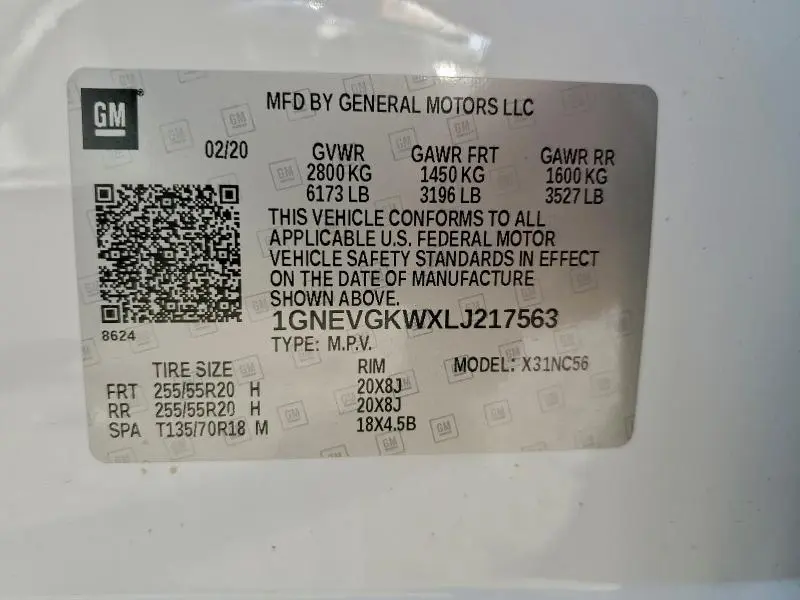 GM
MFD BY GENERAL MOTORS LLC
02/20
GVWR GAWR FRT GAWR RR
2800 KG 1450 KG 1600 KG
6173 LB 3196 LB 3527 LB
THIS VEHICLE CONFORMS TO ALL
APPLICABLE U.S. FEDERAL MOTOR
VEHICLE SAFETY STANDARDS IN EFFECT
ON THE DATE OF MANUFACTURE
SHOWN ABOVE.
1GNEVGKWXLJ217563
8624
TYPE: M.P.V.
TIRE SIZE RIM MODEL: X31NC56
FRT 255/55R20 H 20X8J
RR 255/55R20 H 20X8J
SPA T135/70R18 M 18X4.5B